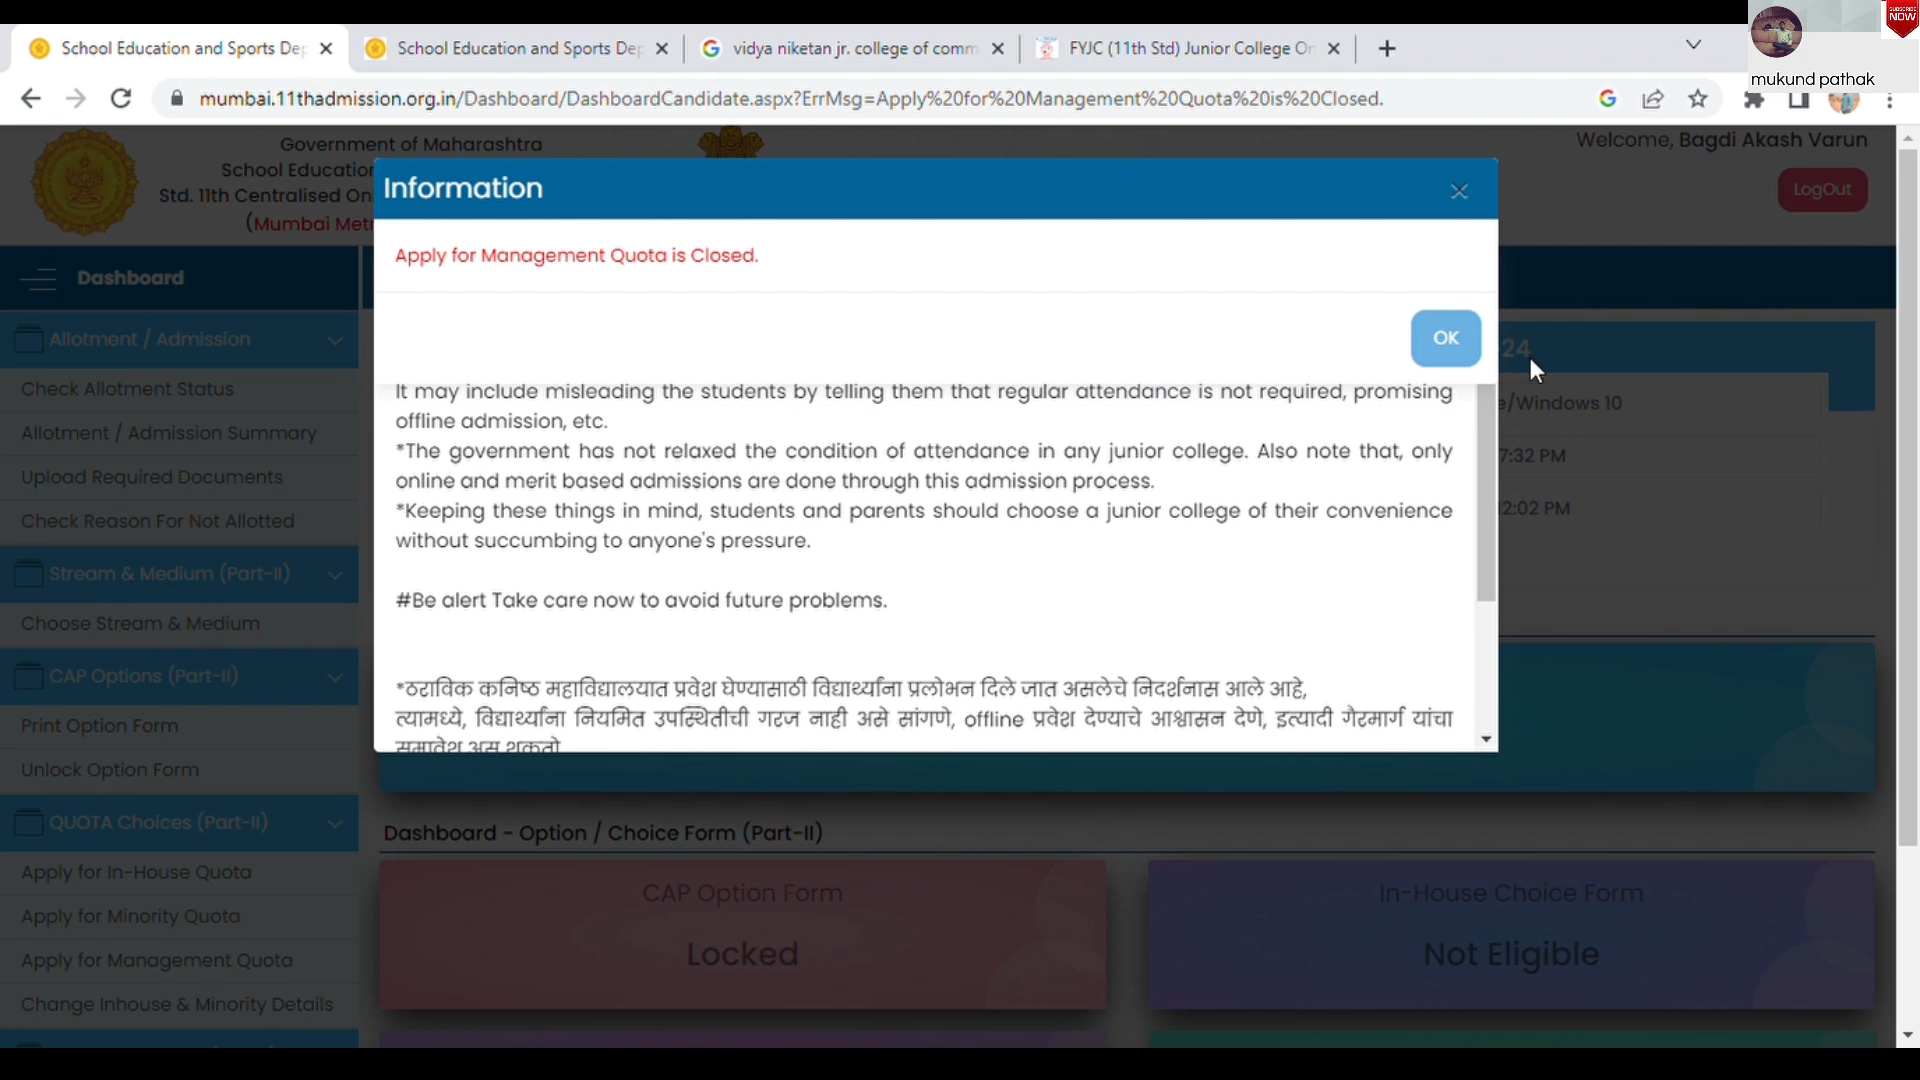 School Education and Sports Dep
School Education and Sports Dep
vidya niketan jr. college of comm
FYJC (11th Std) Junior College On
SUBSCRIBE
NOW
mukund pathak
mumbai.11thadmission.org.in/Dashboard/DashboardCandidate.aspx?ErrMsg=Apply%20for%20Management%20Quota%20is%20Closed.
Government of Maharashtra
School Education
Std. 11th Centralised Onl
(Mumbai Metr
Welcome, Bagdi Akash Varun
LogOut
Information
Apply for Management Quota is Closed.
OK
Dashboard
Allotment / Admission
Check Allotment Status
Allotment / Admission Summary
Upload Required Documents
Check Reason For Not Allotted
Stream & Medium (Part-II)
Choose Stream & Medium
CAP Options (Part-II)
Print Option Form
Unlock Option Form
QUOTA Choices (Part-II)
Apply for In-House Quota
Apply for Minority Quota
Apply for Management Quota
Change Inhouse & Minority Details
It may include misleading the students by telling them that regular attendance is not required, promising
offline admission, etc.
*The government has not relaxed the condition of attendance in any junior college. Also note that, only
online and merit based admissions are done through this admission process.
*Keeping these things in mind, students and parents should choose a junior college of their convenience
without succumbing to anyone's pressure.
#Be alert Take care now to avoid future problems.
*ठराविक कनिष्ठ महाविद्यालयात प्रवेश घेण्यासाठी विद्यार्थ्यांना प्रलोभन दिले जात असलेचे निदर्शनास आले आहे,
त्यामध्ये, विद्यार्थ्यांना नियमित उपस्थितीची गरज नाही असे सांगणे, offline प्रवेश देण्याचे आश्वासन देणे, इत्यादी गैरमार्ग यांचा
समावेश असू शकतो
24
e/Windows 10
7:32 PM
12:02 PM
Dashboard - Option / Choice Form (Part-II)
CAP Option Form
Locked
In-House Choice Form
Not Eligible